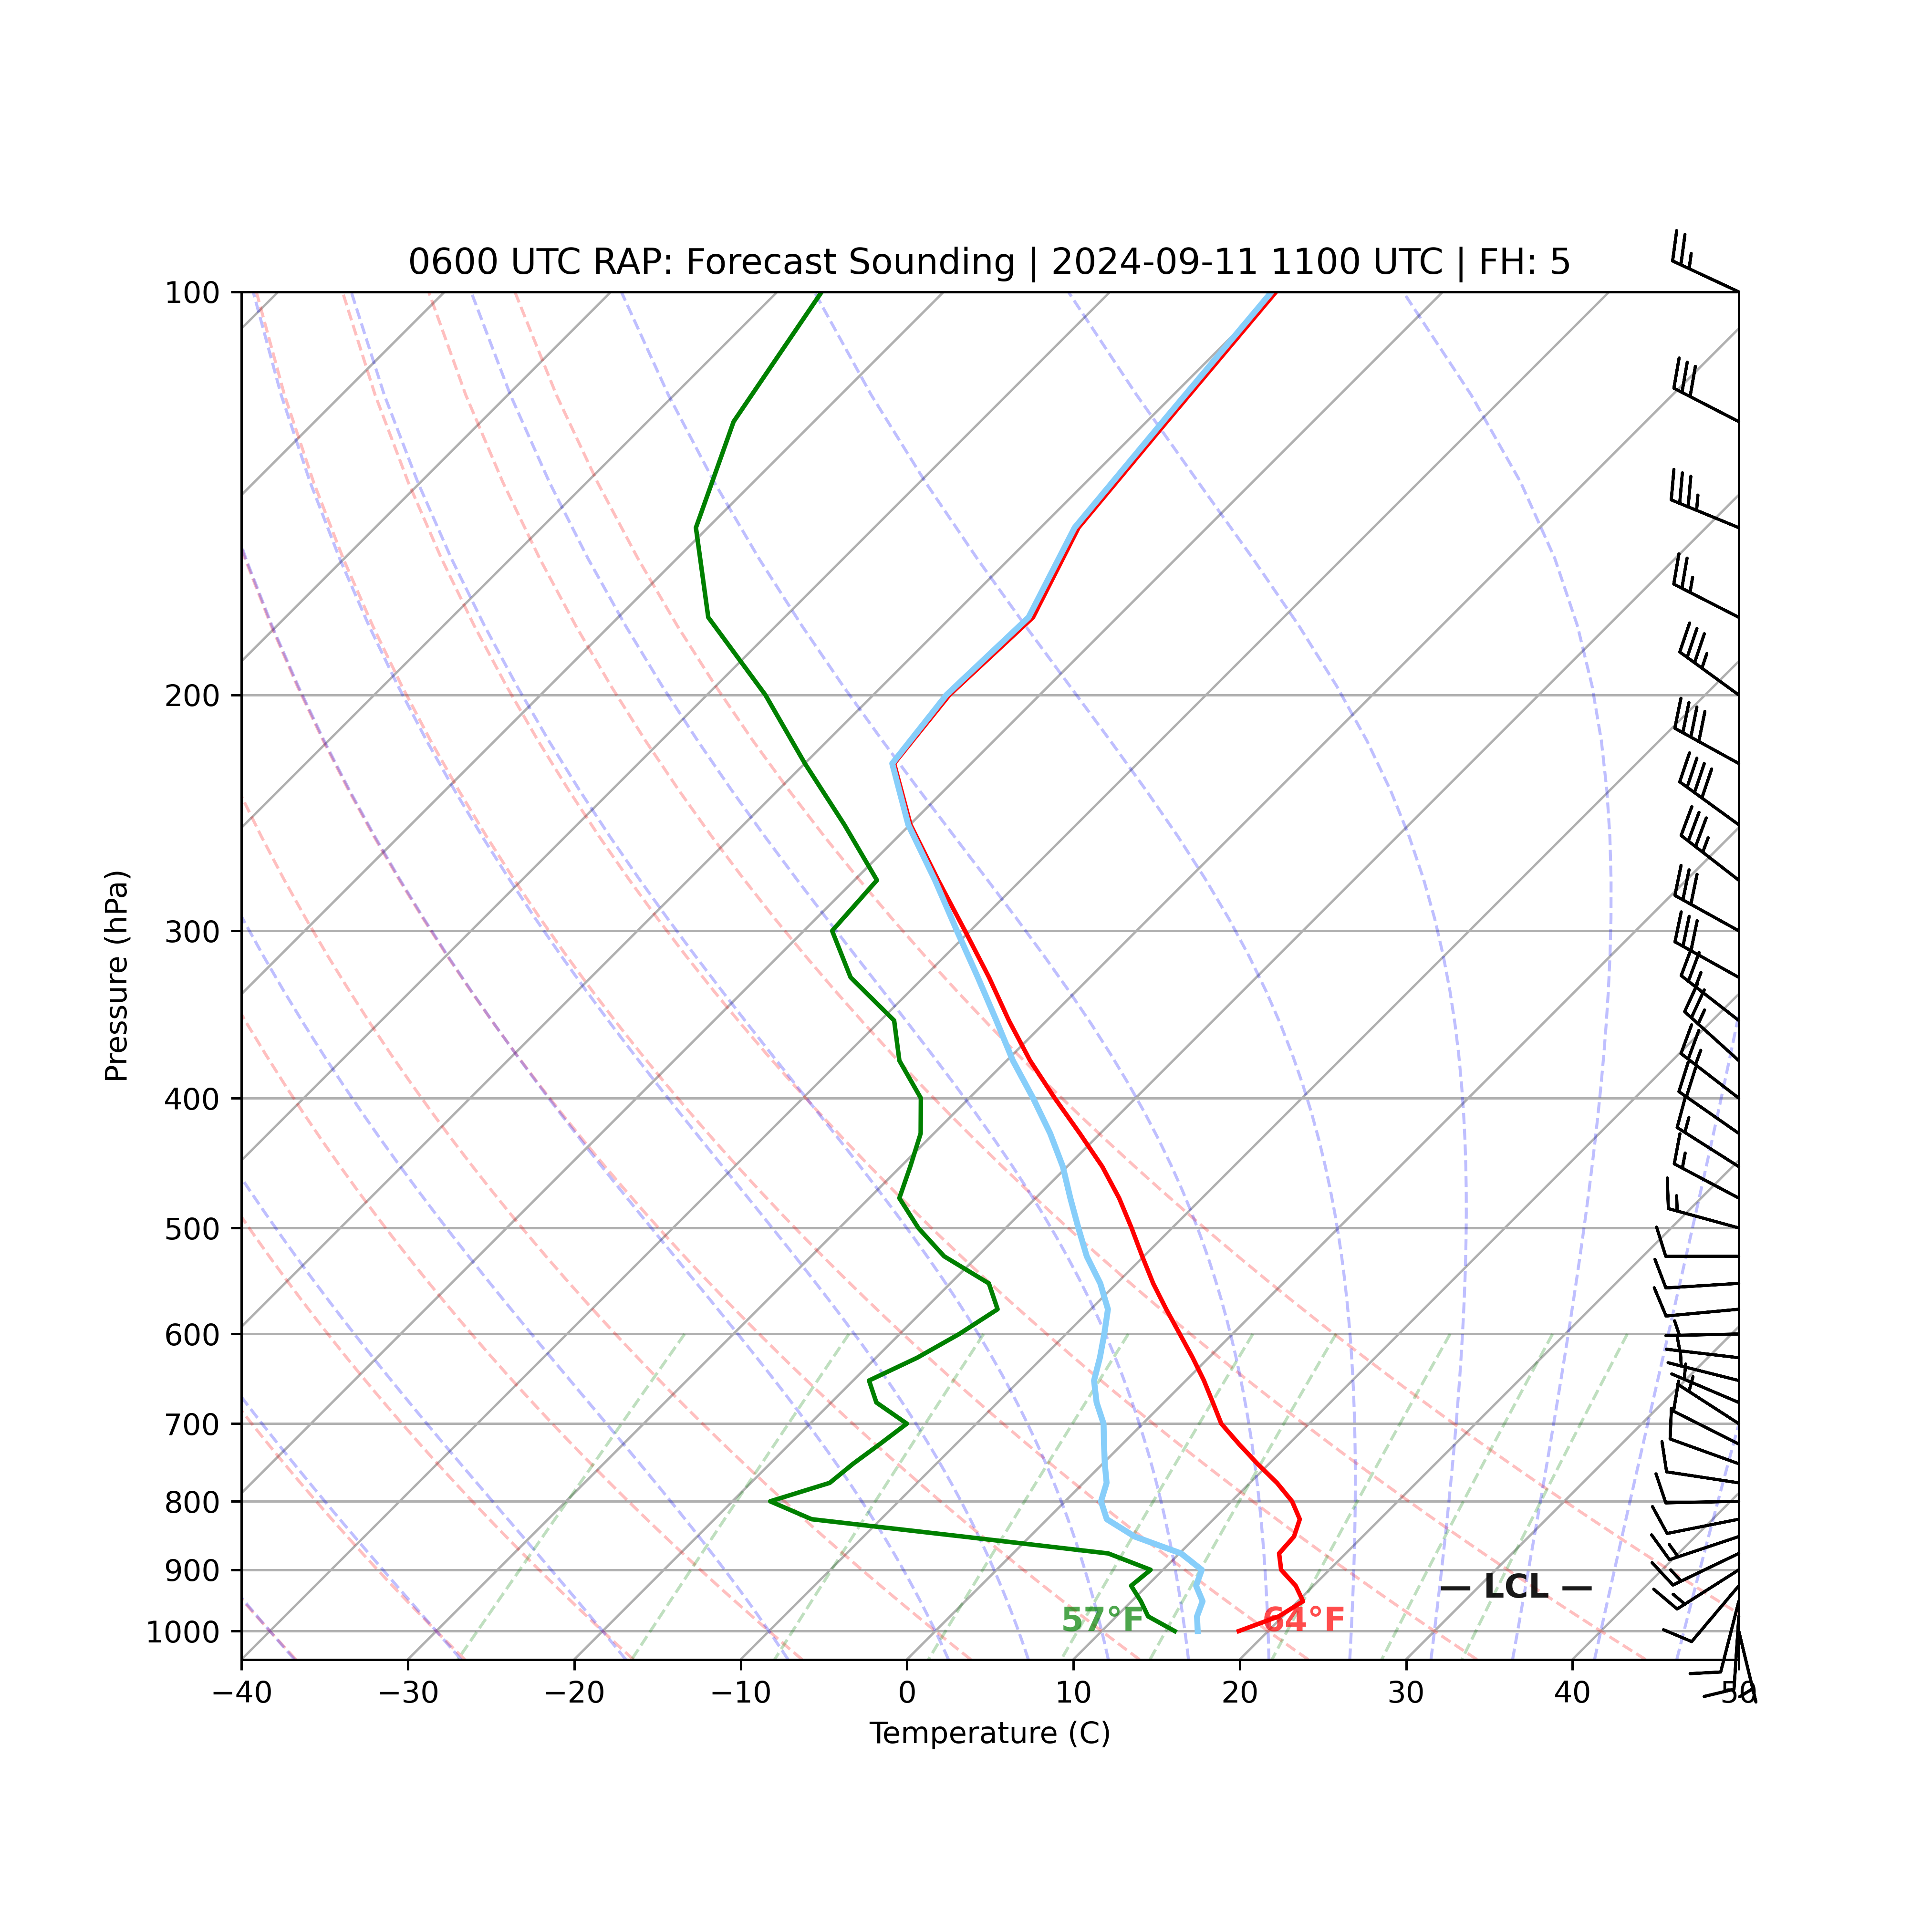 0600 UTC RAP: Forecast Sounding | 2024-09-11 1100 UTC | FH: 5
100
200
300
400
500
600
700
800
900
1000
Pressure (hPa)
— LCL —
57°F 64°F
−40 −30 −20 −10 0 10 20 30 40 50
Temperature (C)